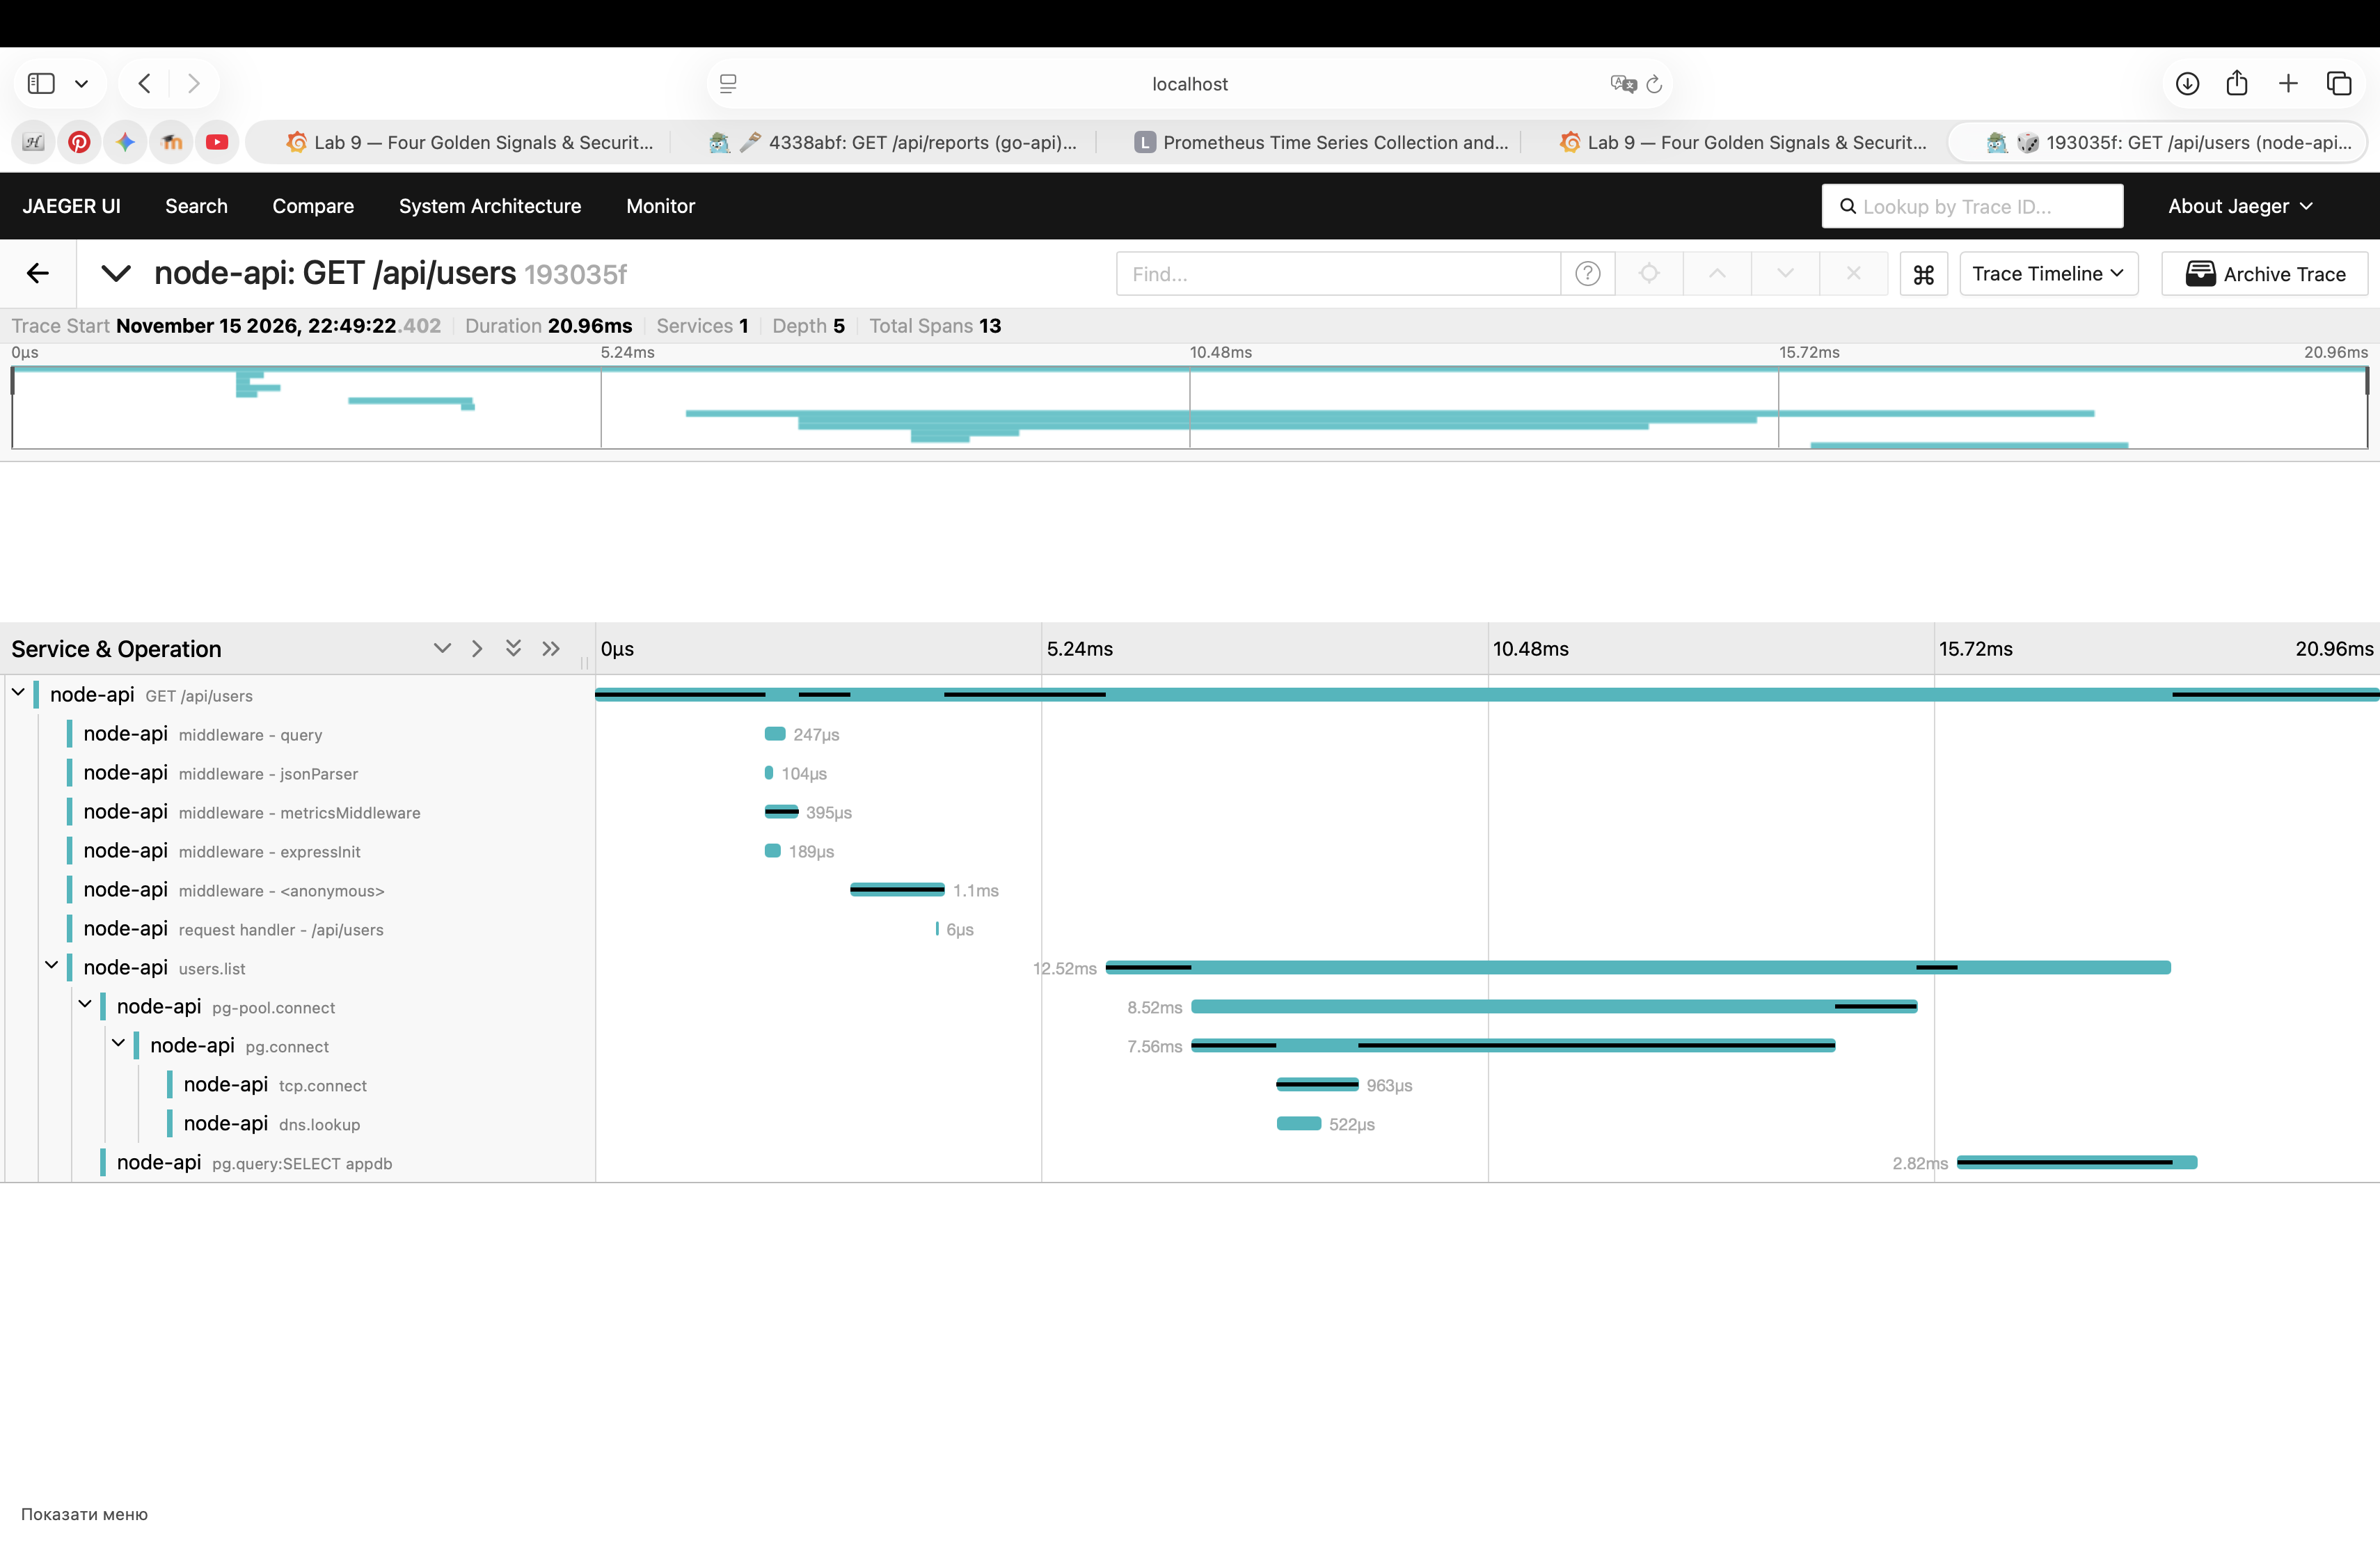 localhost
Lab 9 — Four Golden Signals & Securit...
4338abf: GET /api/reports (go-api)...
L Prometheus Time Series Collection and...
Lab 9 — Four Golden Signals & Securit...
193035f: GET /api/users (node-api...
JAEGER UI Search Compare System Architecture Monitor Lookup by Trace ID... About Jaeger
node-api: GET /api/users 193035f Find... Trace Timeline Archive Trace
Trace Start November 15 2026, 22:49:22.402 Duration 20.96ms Services 1 Depth 5 Total Spans 13
0µs 5.24ms 10.48ms 15.72ms 20.96ms
Service & Operation 0µs 5.24ms 10.48ms 15.72ms 20.96ms
node-api GET /api/users
node-api middleware - query 247µs
node-api middleware - jsonParser 104µs
node-api middleware - metricsMiddleware 395µs
node-api middleware - expressInit 189µs
node-api middleware - <anonymous> 1.1ms
node-api request handler - /api/users 6µs
node-api users.list 12.52ms
node-api pg-pool.connect 8.52ms
node-api pg.connect 7.56ms
node-api tcp.connect 963µs
node-api dns.lookup 522µs
node-api pg.query:SELECT appdb 2.82ms
Показати меню